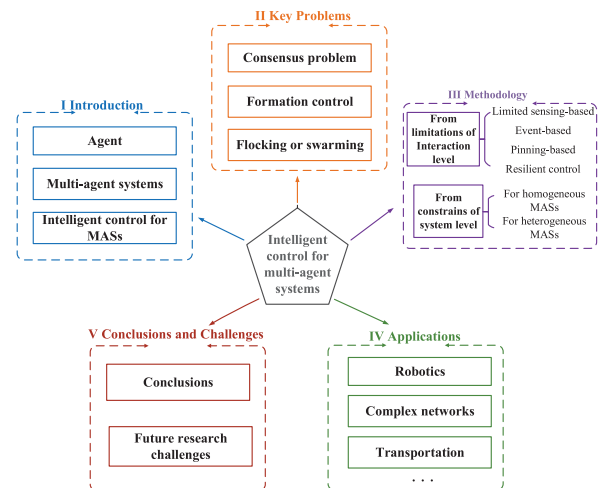 II Key Problems
Consensus problem
Formation control
Flocking or swarming
I Introduction
Agent
Multi-agent systems
Intelligent control for
MASs
III Methodology
From
limitations of
Interaction
level
Limited sensing-based
Event-based
Pinning-based
Resilient control
From
constrains of
system level
For homogeneous
MASs
For heterogeneous
MASs
Intelligent
control for
multi-agent
systems
V Conclusions and Challenges
Conclusions
Future research
challenges
IV Applications
Robotics
Complex networks
Transportation
...